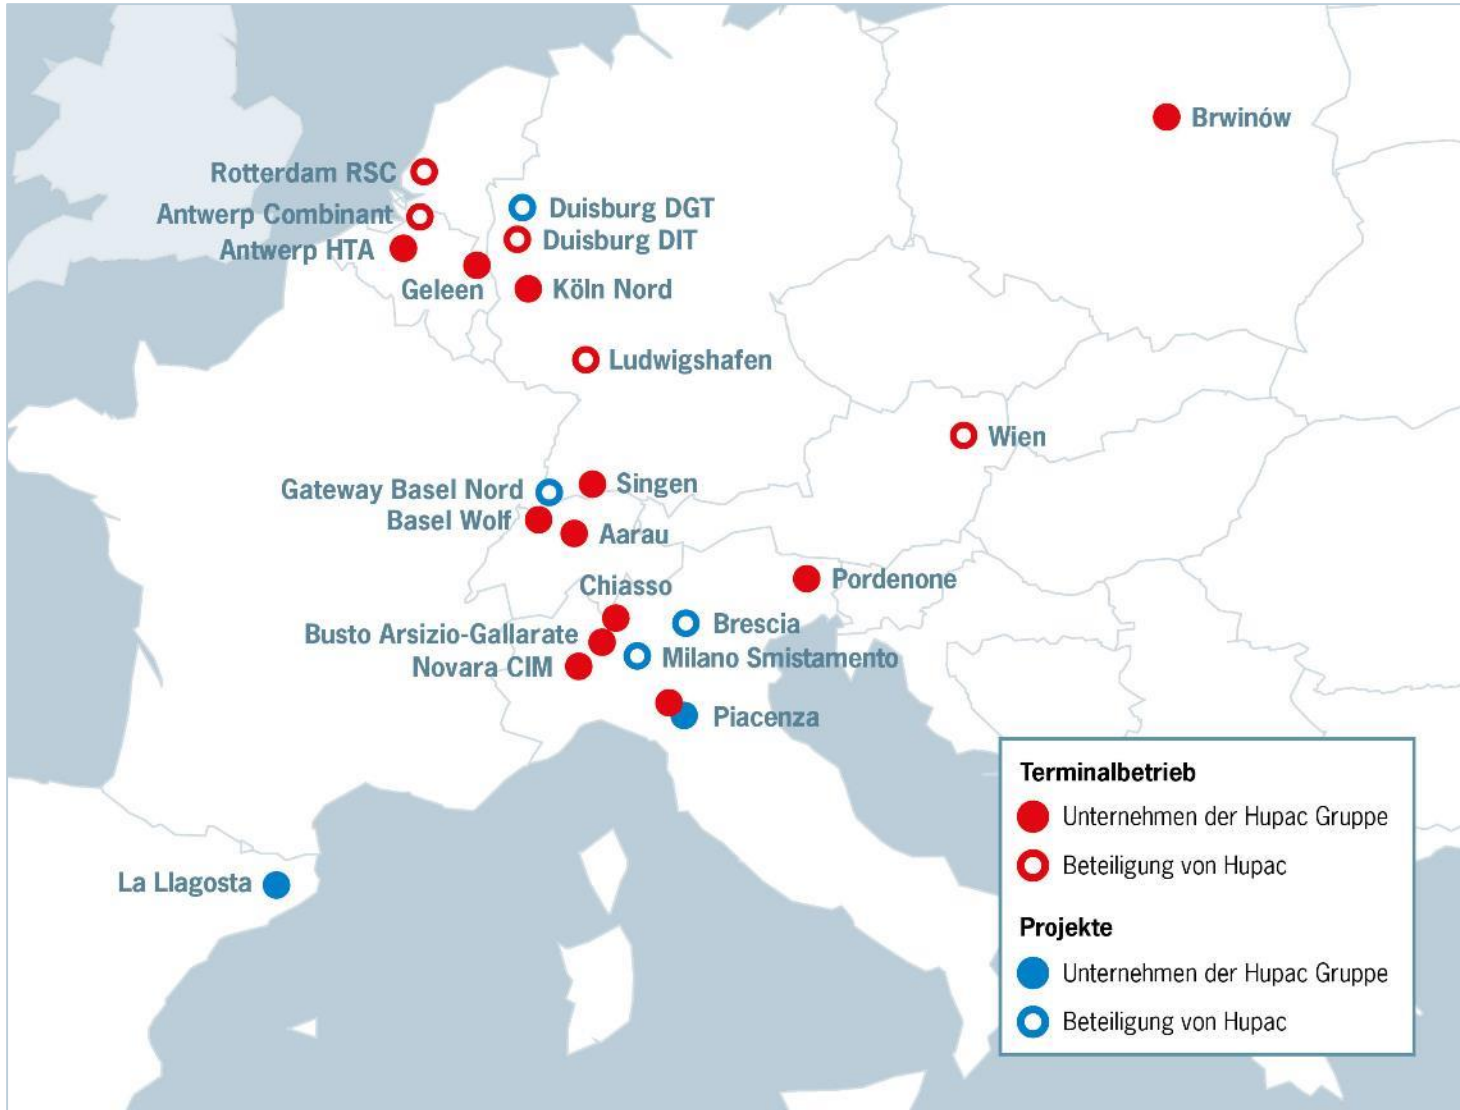 Brwinów
Rotterdam RSC
Antwerp Combinant
Antwerp HTA
Geleen
Duisburg DGT
Duisburg DIT
Köln Nord
Ludwigshafen
Wien
Gateway Basel Nord
Singen
Basel Wolf
Aarau
Chiasso
Pordenone
Busto Arsizio-Gallarate
Brescia
Novara CIM
Milano Smistamento
Piacenza
La Llagosta
Terminalbetrieb
Unternehmen der Hupac Gruppe
Beteiligung von Hupac
Projekte
Unternehmen der Hupac Gruppe
Beteiligung von Hupac